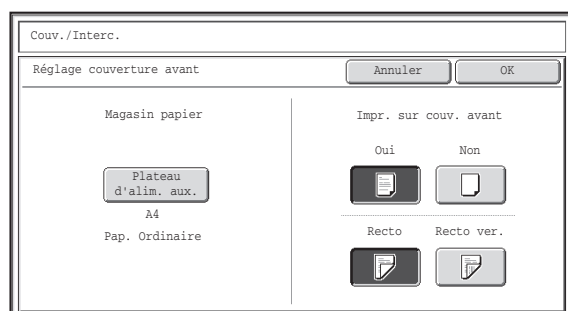 Couv./Interc.
Réglage couverture avant
Annuler
OK
Magasin papier
Plateau
d'alim. aux.
A4
Pap. Ordinaire
Impr. sur couv. avant
Oui
Non
Recto
Recto ver.